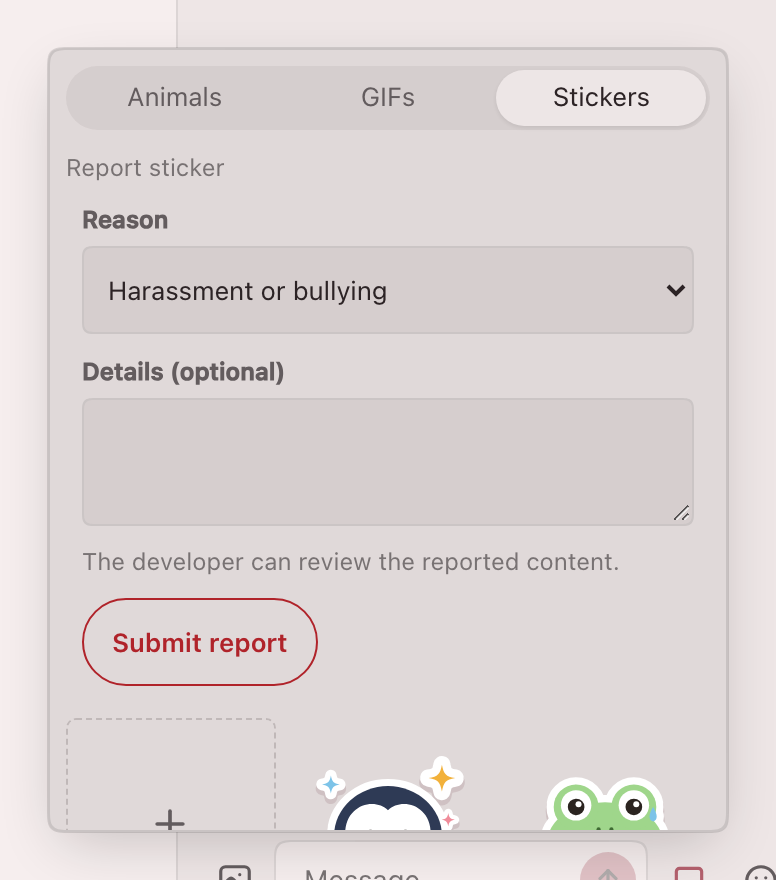 Animals
GIFs
Stickers
Report sticker
Reason
Harassment or bullying
Details (optional)
The developer can review the reported content.
Submit report
Message